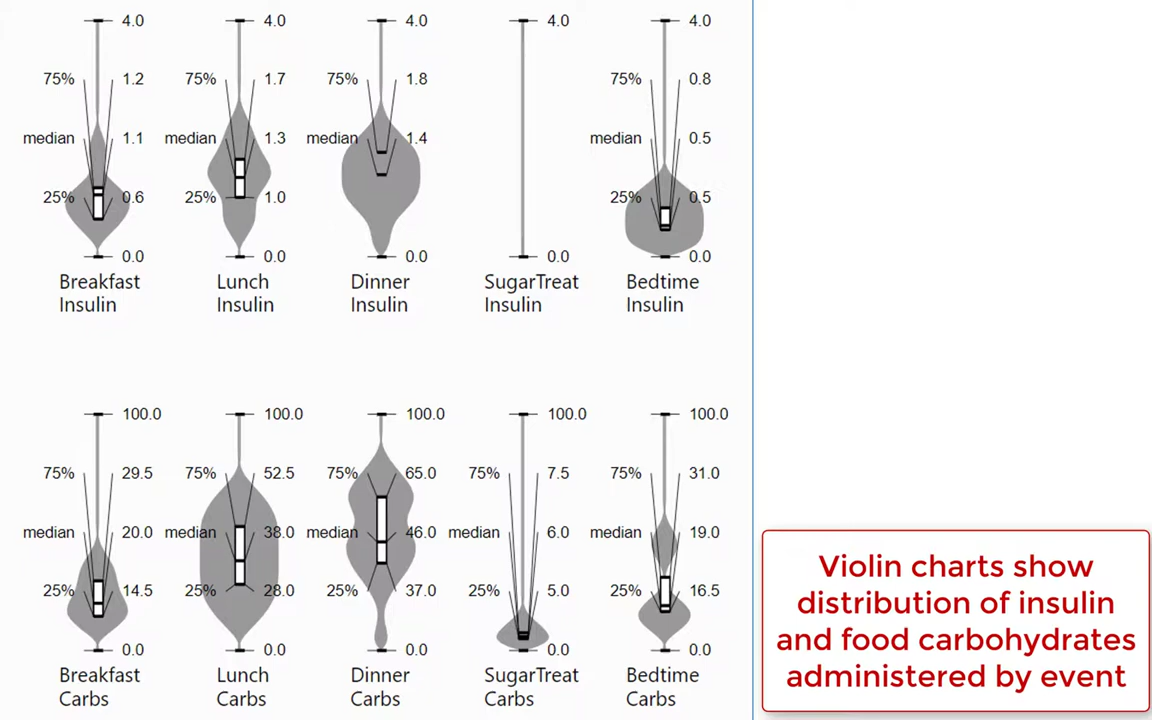 4.0 4.0 4.0 4.0 4.0
75% 1.2 75% 1.7 75% 1.8 75% 0.8
median 1.1 median 1.3 median 1.4 median 0.5
25% 0.6 25% 1.0 25% 0.5
0.0 0.0 0.0 0.0 0.0
Breakfast Lunch Dinner SugarTreat Bedtime
Insulin Insulin Insulin Insulin Insulin
100.0 100.0 100.0 100.0 100.0
75% 29.5 75% 52.5 75% 65.0 75% 7.5 75% 31.0
median 20.0 median 38.0 median 46.0 median 6.0 median 19.0
25% 14.5 25% 28.0 25% 37.0 25% 5.0 25% 16.5
0.0 0.0 0.0 0.0 0.0
Breakfast Lunch Dinner SugarTreat Bedtime
Carbs Carbs Carbs Carbs Carbs
Violin charts show
distribution of insulin
and food carbohydrates
administered by event